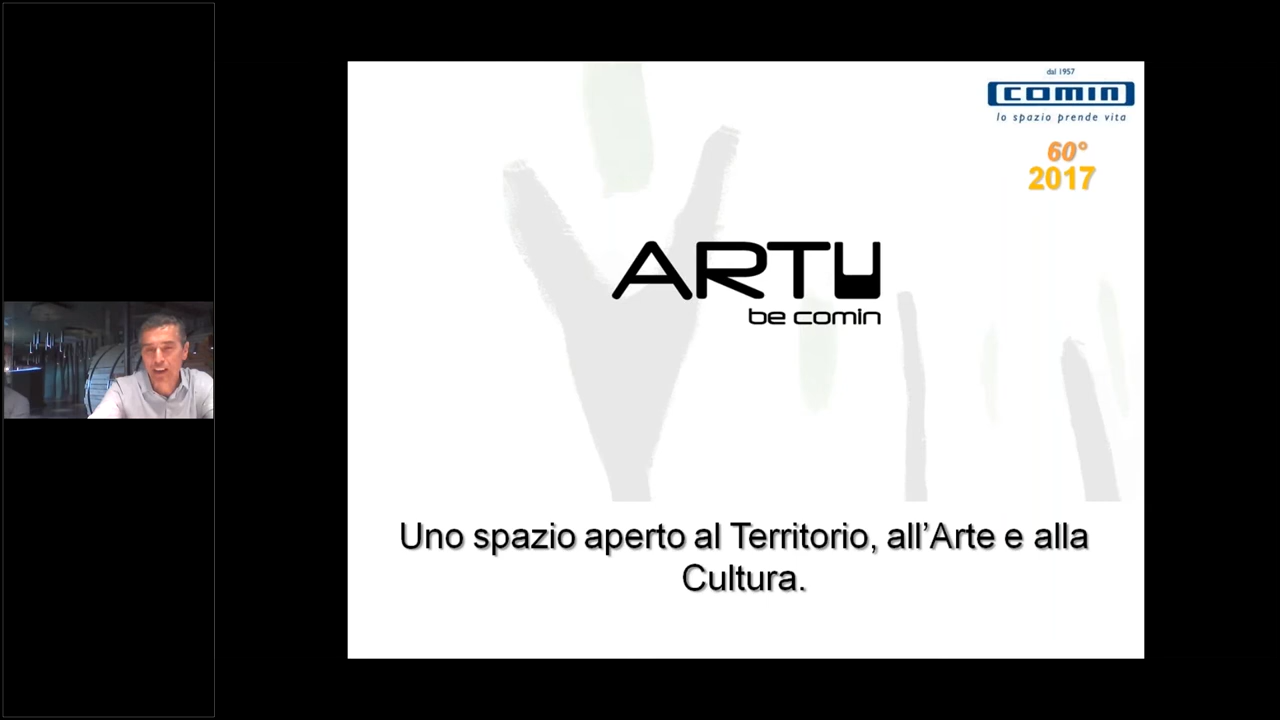 dal 1957
comin
lo spazio prende vita
60°
2017
ARTU
be comin
Uno spazio aperto al Territorio, all’Arte e alla
Cultura.